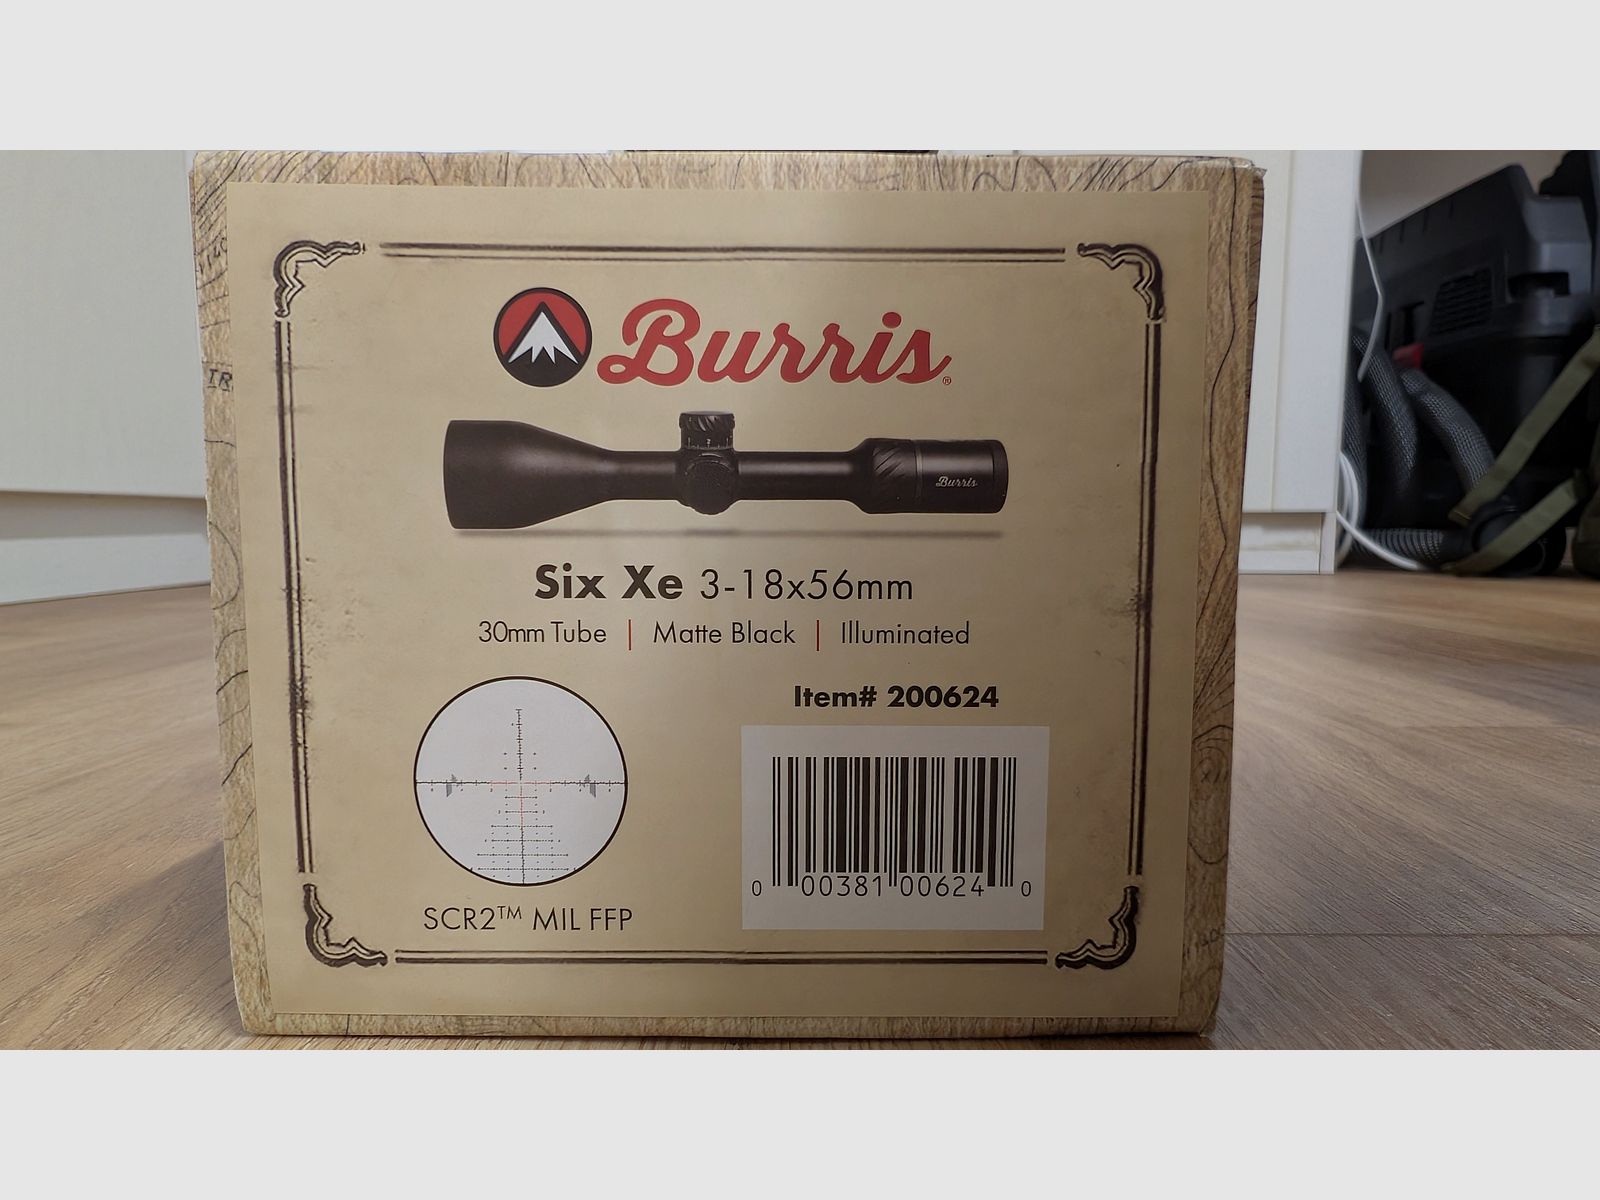 Burris®
2
Burris
Six Xe 3-18x56mm
30mm Tube | Matte Black | Illuminated
Item# 200624
0 00381 00624 0
SCR2™ MIL FFP